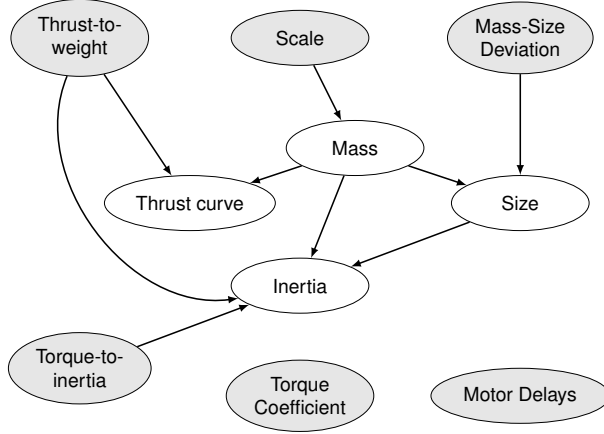 Thrust-to-
weight
Scale
Mass-Size
Deviation
Mass
Thrust curve
Size
Inertia
Torque-to-
inertia
Torque
Coefficient
Motor Delays